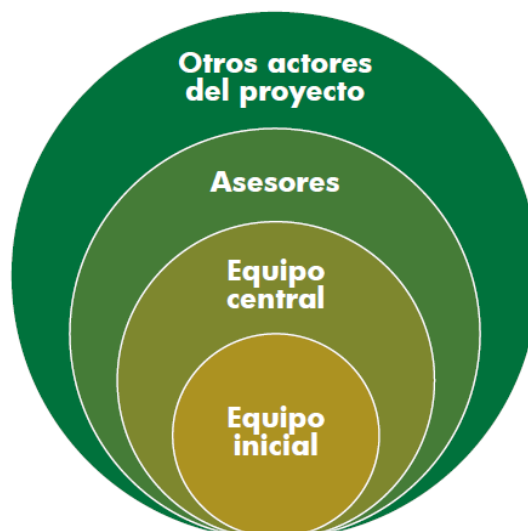 Otros actores
del proyecto
Asesores
Equipo
central
Equipo
inicial